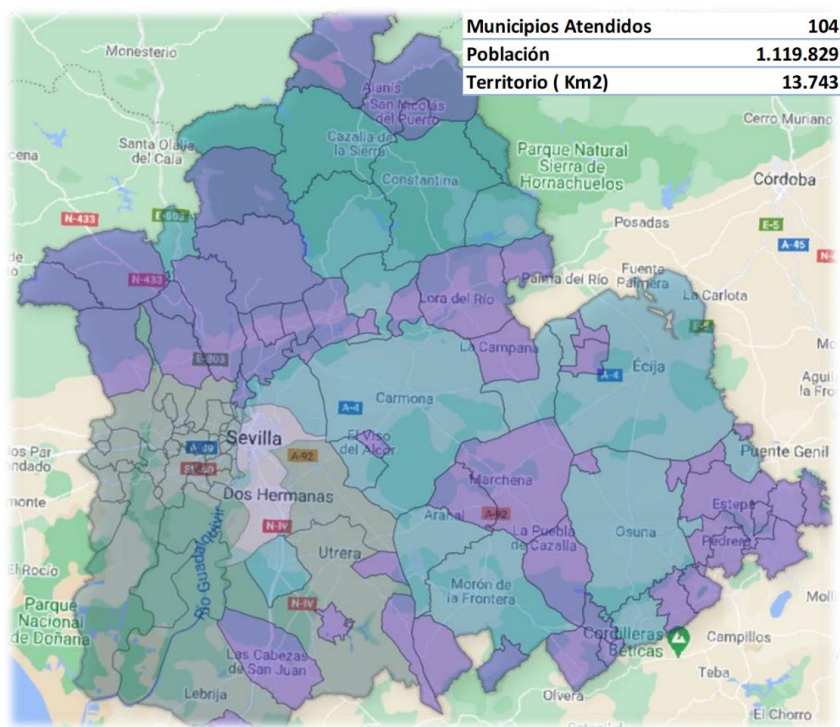 Municipios Atendidos 104
Población 1.119.829
Territorio ( Km2) 13.743
Monesterio
Alanís
San Nicolás
del Puerto
Cerro Muriano
Santa Olalla
del Cala
Cazalla de
la Sierra
Parque Natural
Sierra de
Hornachuelos
Constantina
Córdoba
N-433
E-803
Posadas
E-5
A-45
N-433
Palma del Río
Fuente
Palmera
La Carlota
Lora del Río
E-803
La Campana
Écija
A-4
Carmona
A-4
Sevilla
El Viso
del Alcor
A-49
A-92
Puente Genil
Dos Hermanas
Marchena
Estepa
N-IV
Arahal
A-92
La Puebla
de Cazalla
Osuna
Pedrera
Río Guadalquivir
Utrera
El Rocío
Morón de
la Frontera
N-IV
Parque
Nacional
de Doñana
Cordilleras
Béticas
Campillos
Las Cabezas
de San Juan
Teba
Lebrija
Olvera
El Chorro